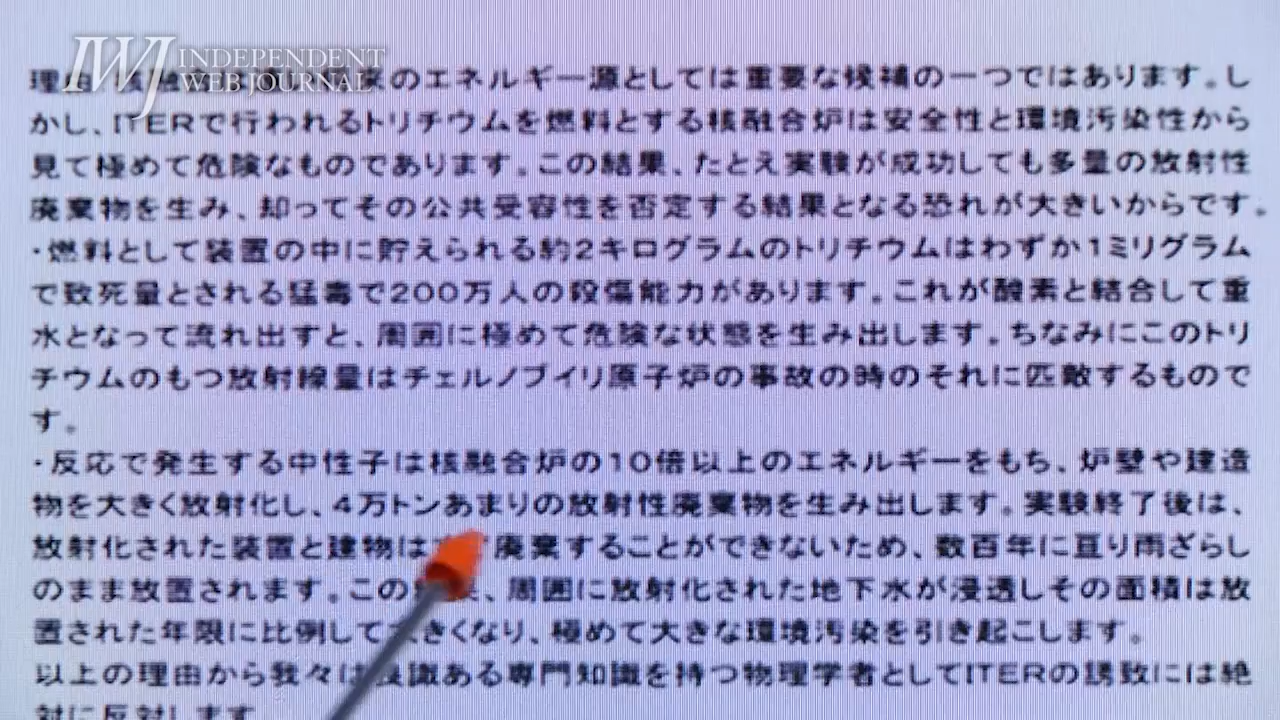 IWJ INDEPENDENT
WEB JOURNAL
理由 核融合は 来のエネルギー源としては重要な候補の一つではあります。し
かし、ITERで行われるトリチウムを燃料とする核融合炉は安全性と環境汚染性から
見て極めて危険なものであります。この結果、たとえ実験が成功しても多量の放射性
廃棄物を生み、却ってその公共受容性を否定する結果となる恐れが大きいからです。
・燃料として装置の中に貯えられる約2キログラムのトリチウムはわずか1ミリグラム
で致死量とされる猛毒で200万人の殺傷能力があります。これが酸素と結合して重
水となって流れ出すと、周囲に極めて危険な状態を生み出します。ちなみにこのトリ
チウムのもつ放射線量はチェルノブイリ原子炉の事故の時のそれに匹敵するもので
す。
・反応で発生する中性子は核融合炉の10倍以上のエネルギーをもち、炉壁や建造
物を大きく放射化し、4万トンあまりの放射性廃棄物を生み出します。実験終了後は、
放射化された装置と建物は 廃棄することができないため、数百年に亘り雨ざらし
のまま放置されます。この 、周囲に放射化された地下水が浸透しその面積は放
置された年限に比例して大きくなり、極めて大きな環境汚染を引き起こします。
以上の理由から我々は良識ある専門知識を持つ物理学者としてITERの誘致には絶
対に反対します